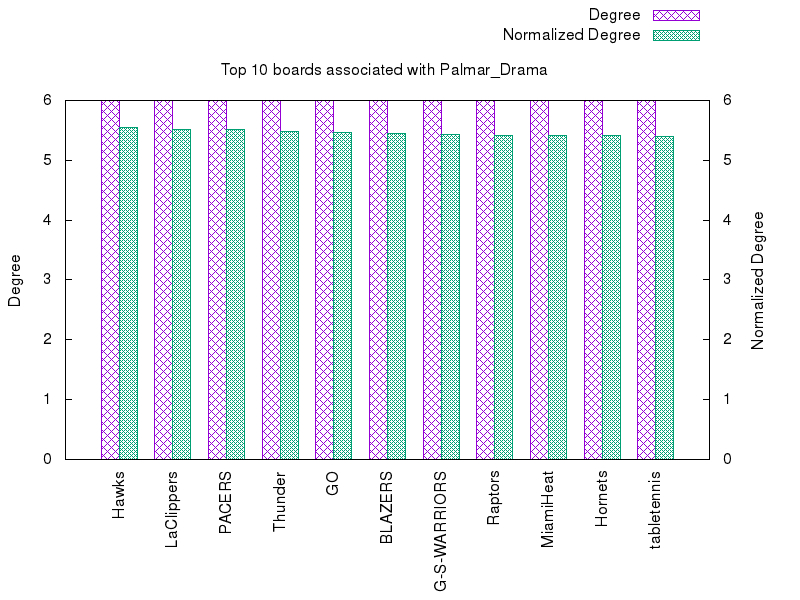 Degree
Normalized Degree
Top 10 boards associated with Palmar_Drama
6 6
5 5
4 4
3 3
2 2
1 1
0 0
Degree
Normalized Degree
Hawks
LaClippers
PACERS
Thunder
GO
BLAZERS
G-S-WARRIORS
Raptors
MiamiHeat
Hornets
tabletennis